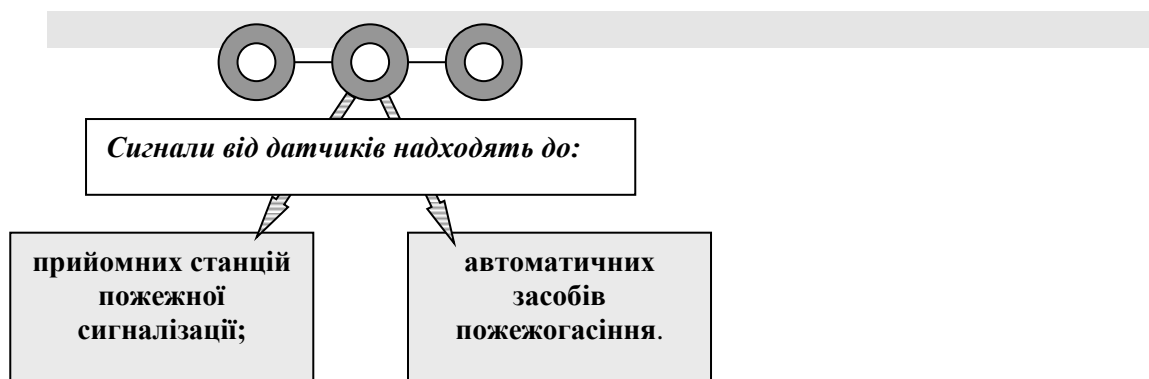 Сигнали від датчиків надходять до:
прийомних станцій
пожежної
сигналізації;
автоматичних
засобів
пожежогасіння.